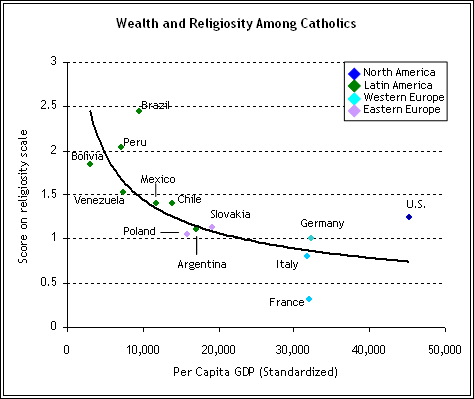 Wealth and Religiosity Among Catholics
North America
Latin America
Western Europe
Eastern Europe
Score on religiosity scale
3
2.5
2
1.5
1
0.5
0
Brazil
Peru
Bolivia
Mexico
Venezuela
Chile
Slovakia
Poland
Argentina
Germany
U.S.
Italy
France
0 10,000 20,000 30,000 40,000 50,000
Per Capita GDP (Standardized)